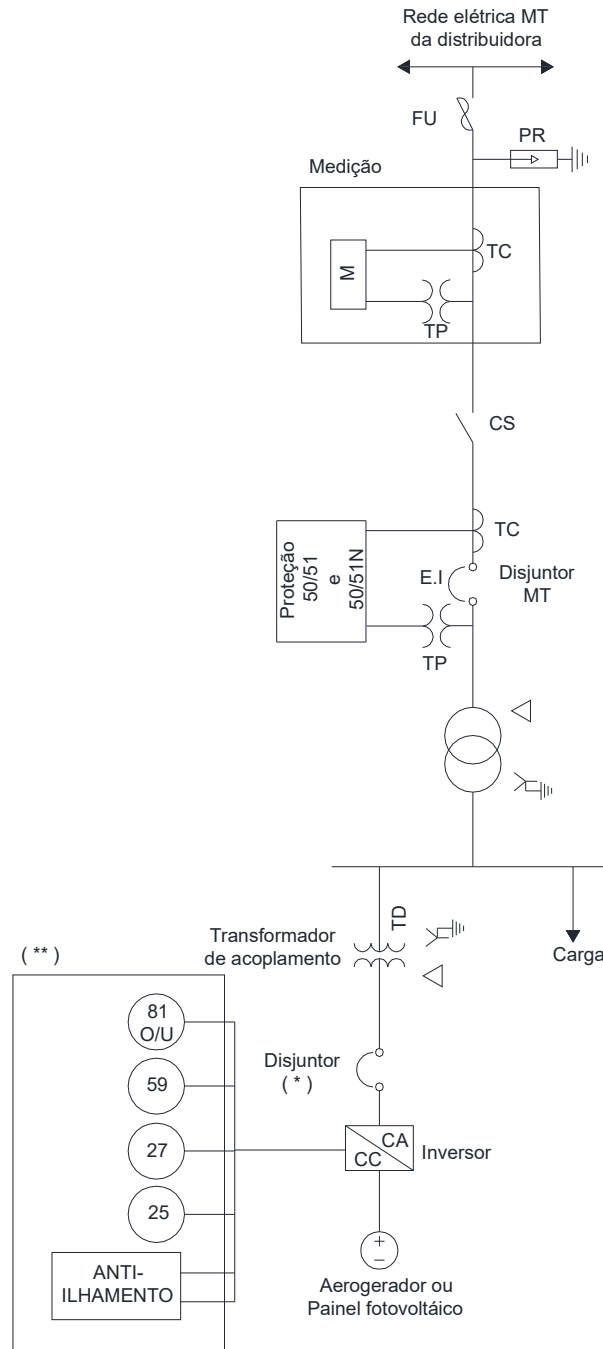 Rede elétrica MT
da distribuidora
FU
PR
Medição
TC
M
TP
CS
TC
Proteção
50/51
e
50/51N
E.I
Disjuntor
MT
TP
TD
Transformador
de acoplamento
Carga
( ** )
81
O/U
Disjuntor
( * )
59
27
CA
CC
Inversor
25
ANTI-
ILHAMENTO
+
−
Aerogerador ou
Painel fotovoltáico